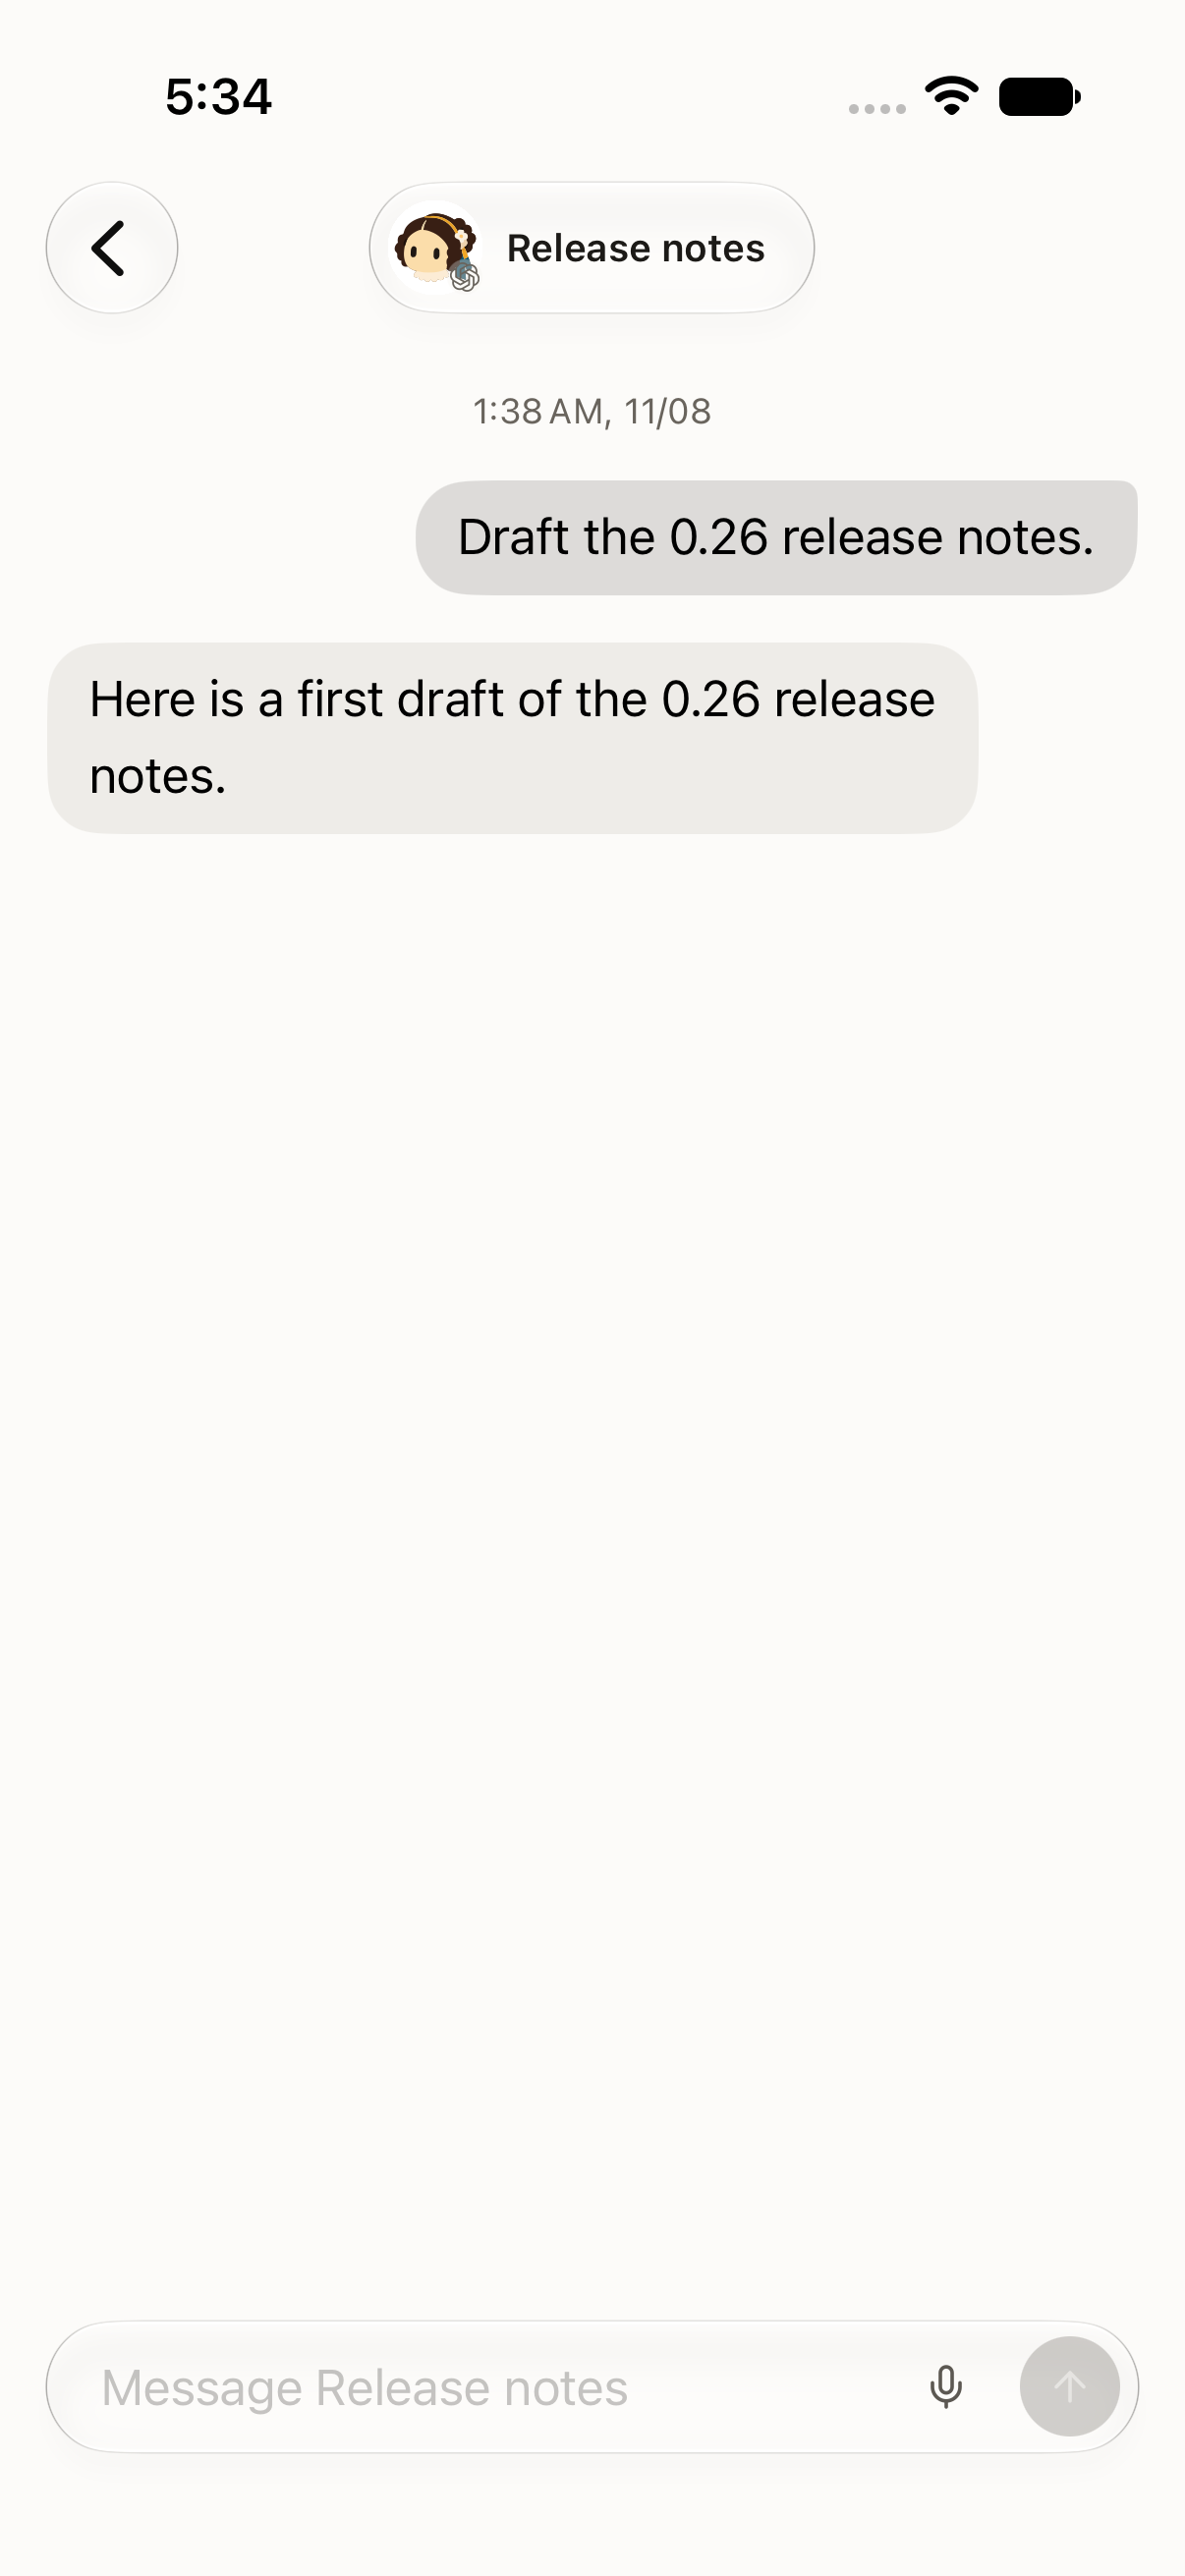 5:34
Release notes
1:38 AM, 11/08
Draft the 0.26 release notes.
Here is a first draft of the 0.26 release
notes.
Message Release notes